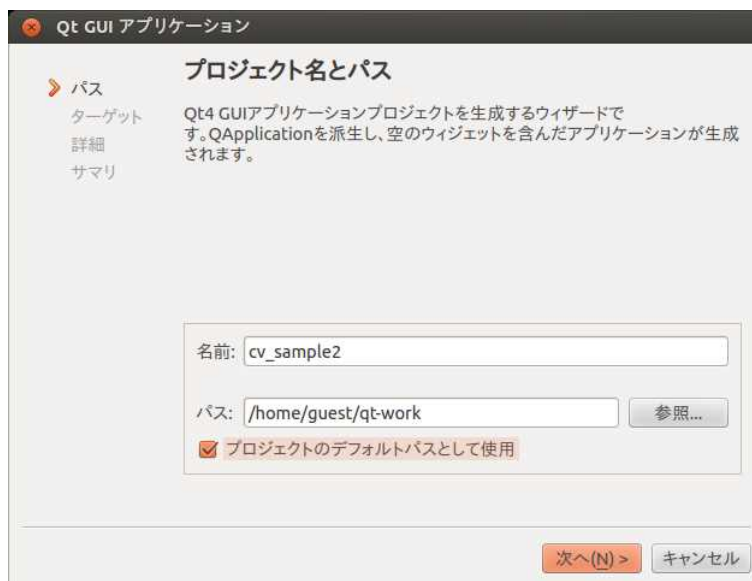 Qt GUI アプリケーション
パス
ターゲット
詳細
サマリ
プロジェクト名とパス
Qt4 GUIアプリケーションプロジェクトを生成するウィザードで
す。QApplicationを派生し、空のウィジェットを含んだアプリケーションが生成
されます。
名前: cv_sample2
パス: /home/guest/qt-work 参照...
プロジェクトのデフォルトパスとして使用
次へ(N) > キャンセル